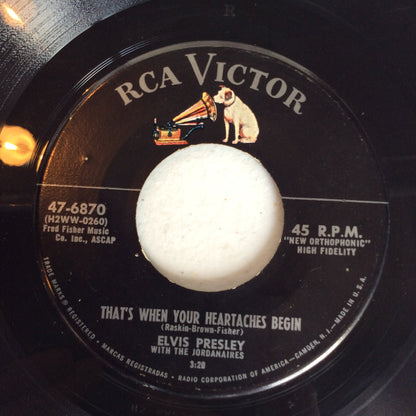 R
RCA VICTOR
47-6870
(H2WW-0260)
Fred Fisher Music
Co. Inc., ASCAP
45 R.P.M.
"NEW ORTHOPHONIC"
HIGH FIDELITY
THAT'S WHEN YOUR HEARTACHES BEGIN
(Raskin-Brown-Fisher)
ELVIS PRESLEY
WITH THE JORDANAIRES
3:20
TRADE MARKS ® REGISTERED • MARCAS REGISTRADAS • RADIO CORPORATION OF AMERICA—CAMDEN, N. J.—MADE IN U.S.A.